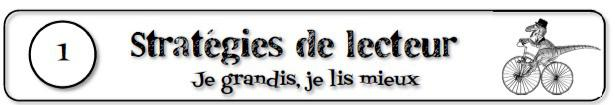 1
Stratégies de lecteur
Je grandis, je lis mieux